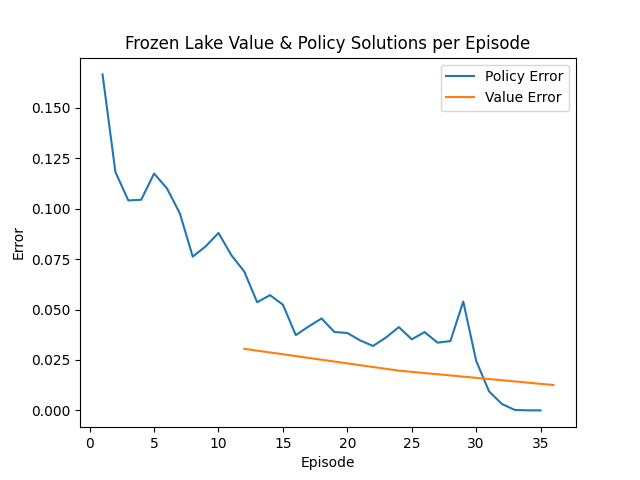 Frozen Lake Value & Policy Solutions per Episode
Policy Error
Value Error
0.150
0.125
0.100
0.075
0.050
0.025
0.000
Error
0 5 10 15 20 25 30 35
Episode